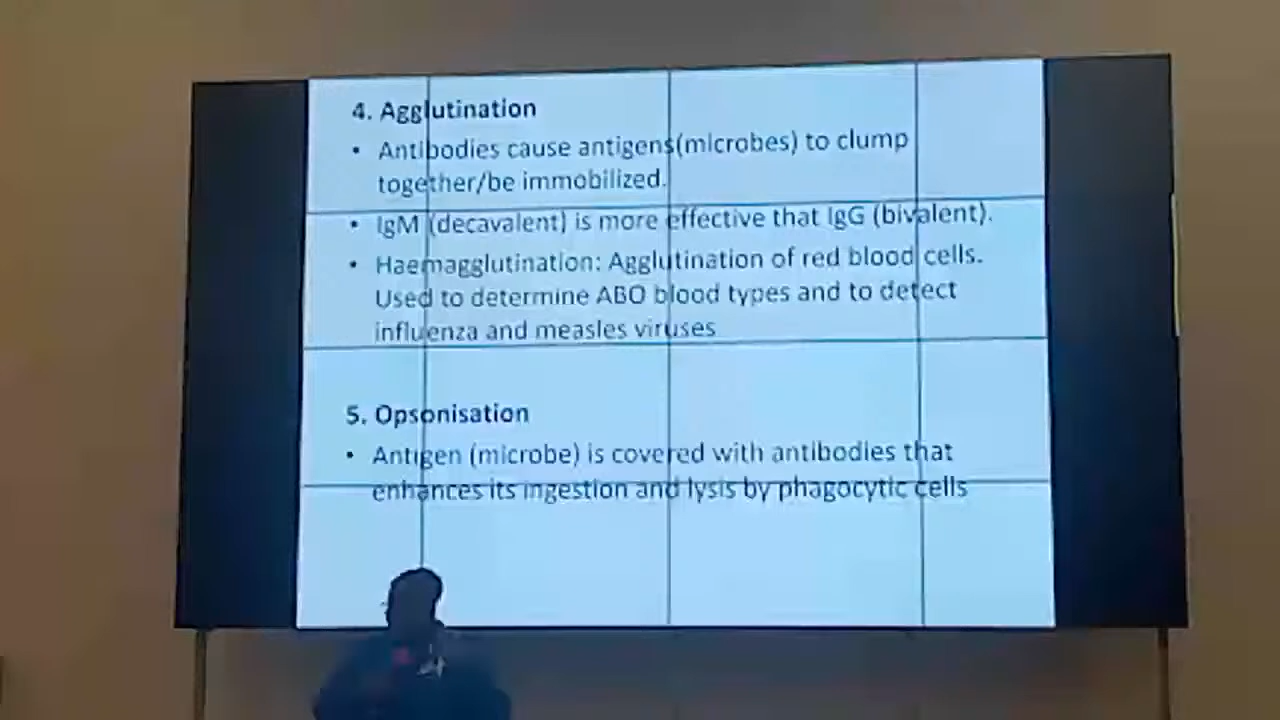 4. Agglutination
• Antibodies cause antigens(microbes) to clump
together/be immobilized.
• IgM (decavalent) is more effective that IgG (bivalent).
• Haemagglutination: Agglutination of red blood cells.
Used to determine ABO blood types and to detect
influenza and measles viruses
5. Opsonisation
• Antigen (microbe) is covered with antibodies that
enhances its ingestion and lysis by phagocytic cells